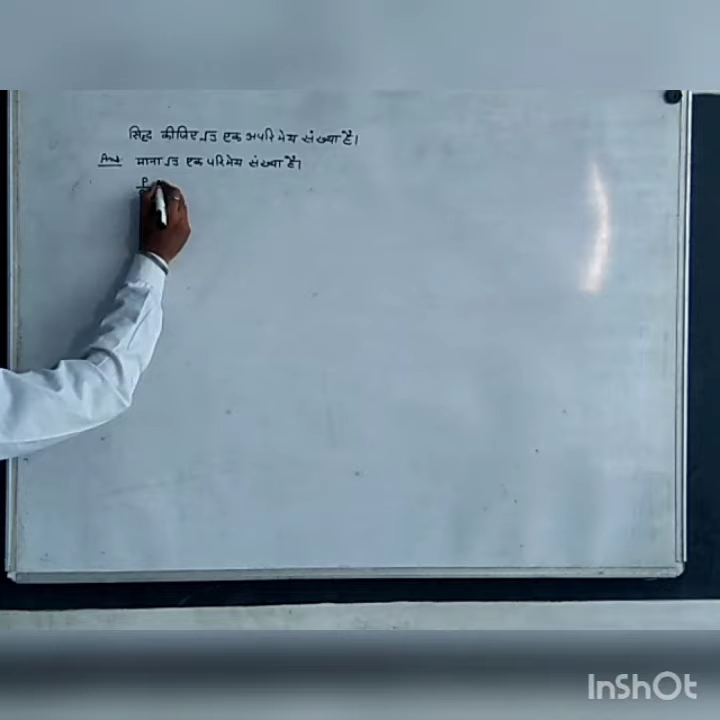 सिद्ध कीजिए √3 एक अपरिमेय संख्या है।
Ans माना √3 एक परिमेय संख्या है।
P
InShOt